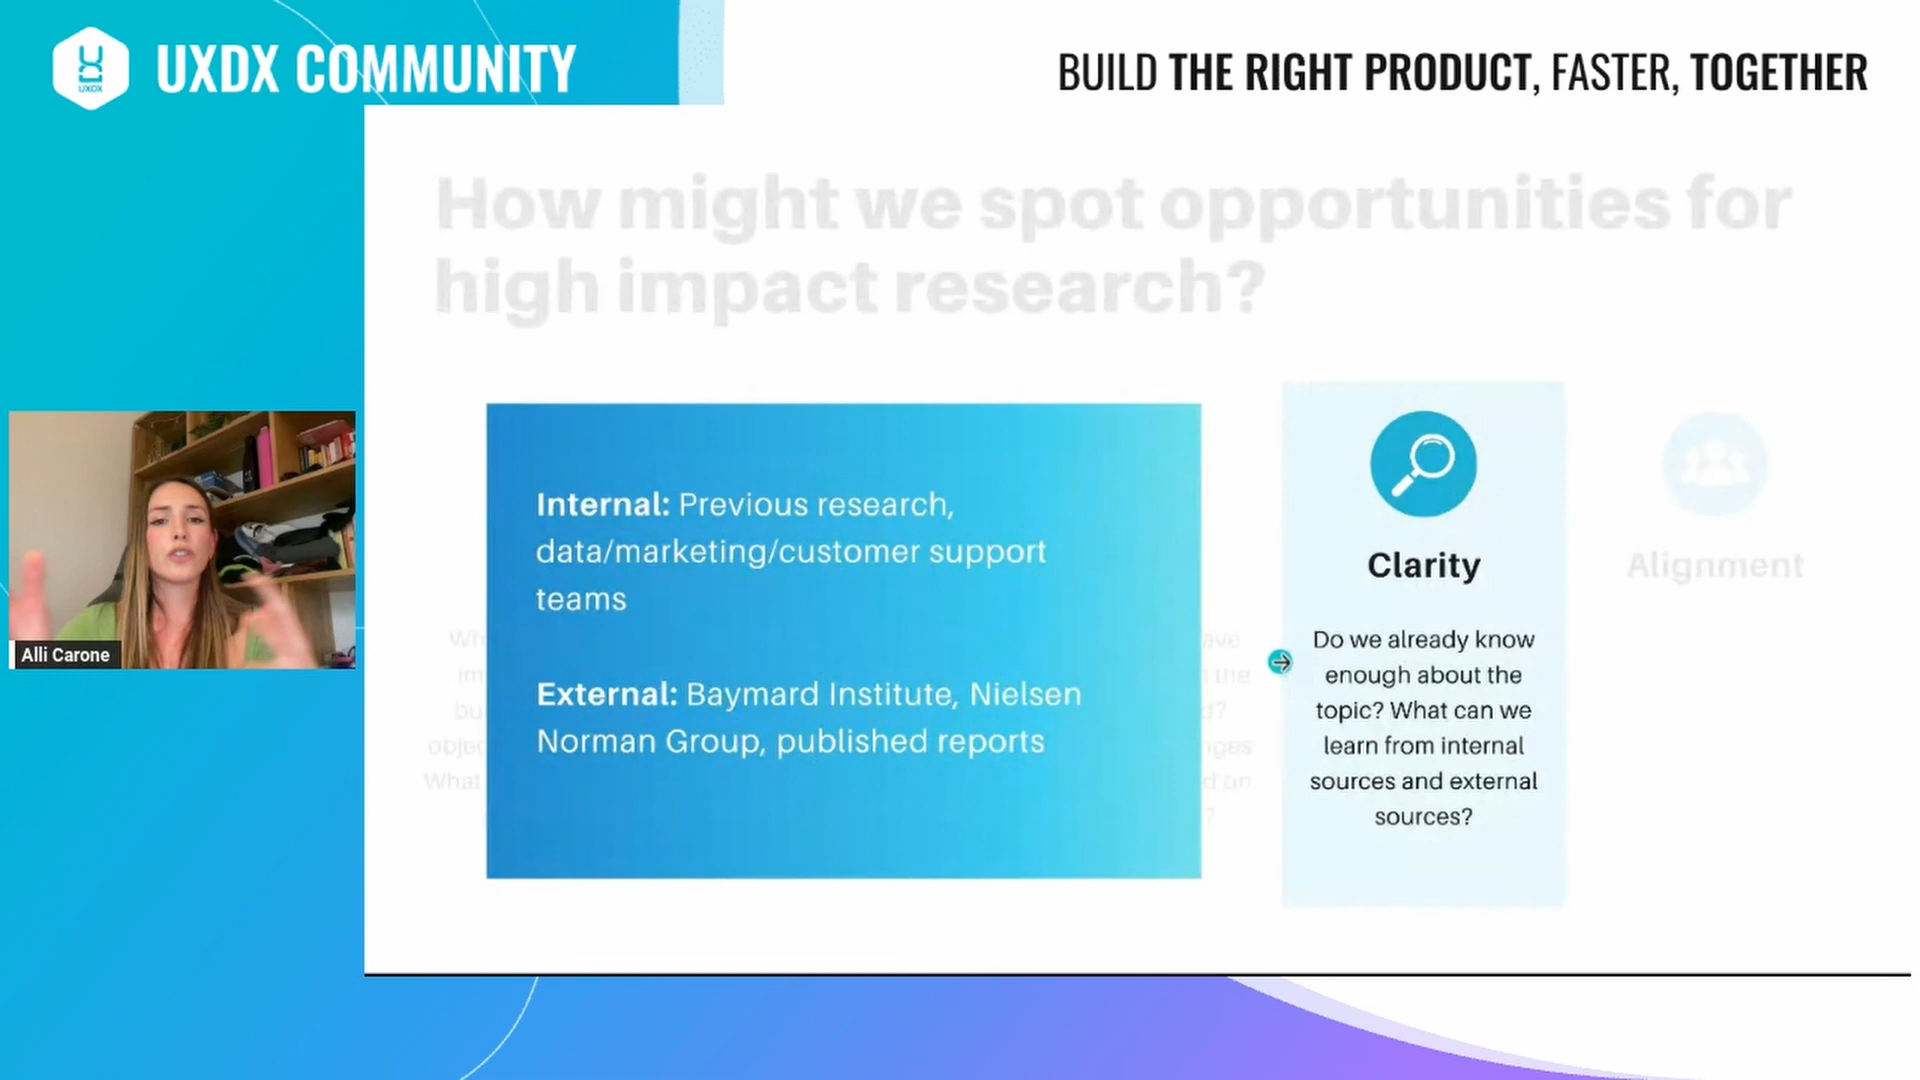 UXDX
UXDX COMMUNITY
BUILD THE RIGHT PRODUCT, FASTER, TOGETHER
How might we spot opportunities for
high impact research?
Internal: Previous research,
data/marketing/customer support
teams
External: Baymard Institute, Nielsen
Norman Group, published reports
Clarity
Do we already know
enough about the
topic? What can we
learn from internal
sources and external
sources?
Alignment
What
Alli Carone